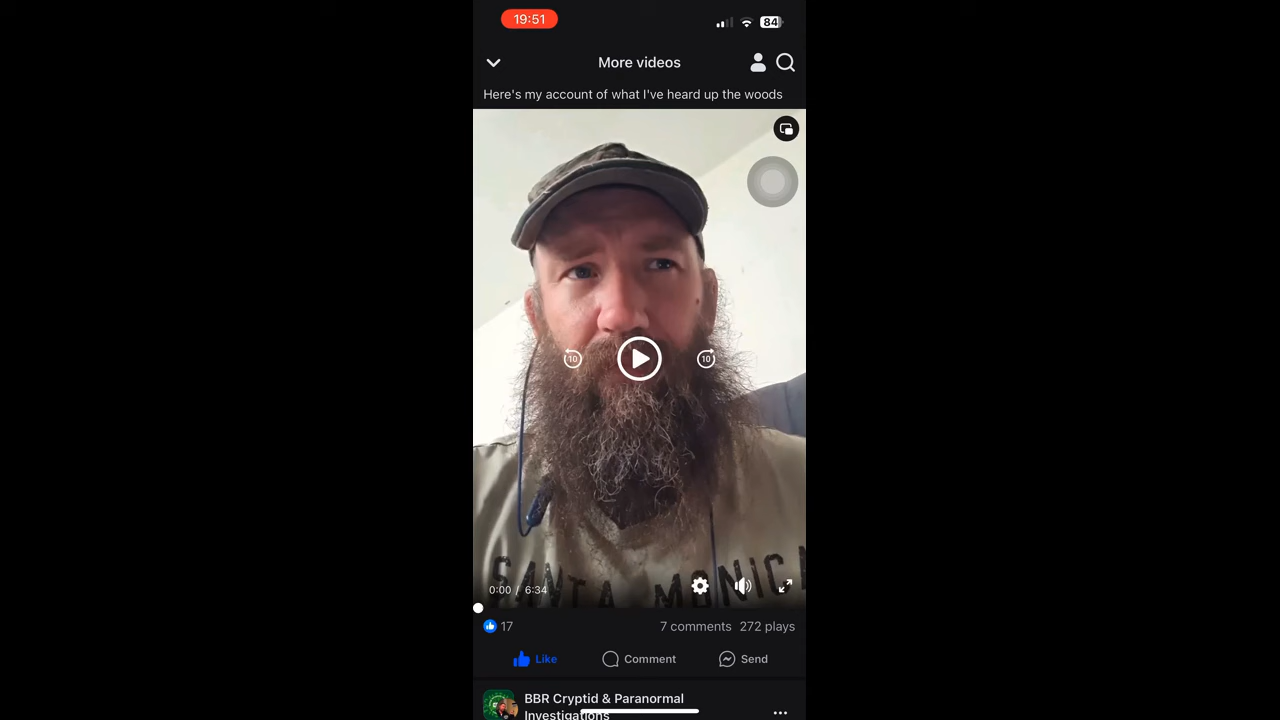 19:51
84
More videos
Here's my account of what I've heard up the woods
10
10
SANTA MONICA
0:00 / 6:34
17
7 comments 272 plays
Like
Comment
Send
BBR Cryptid & Paranormal
Investigations